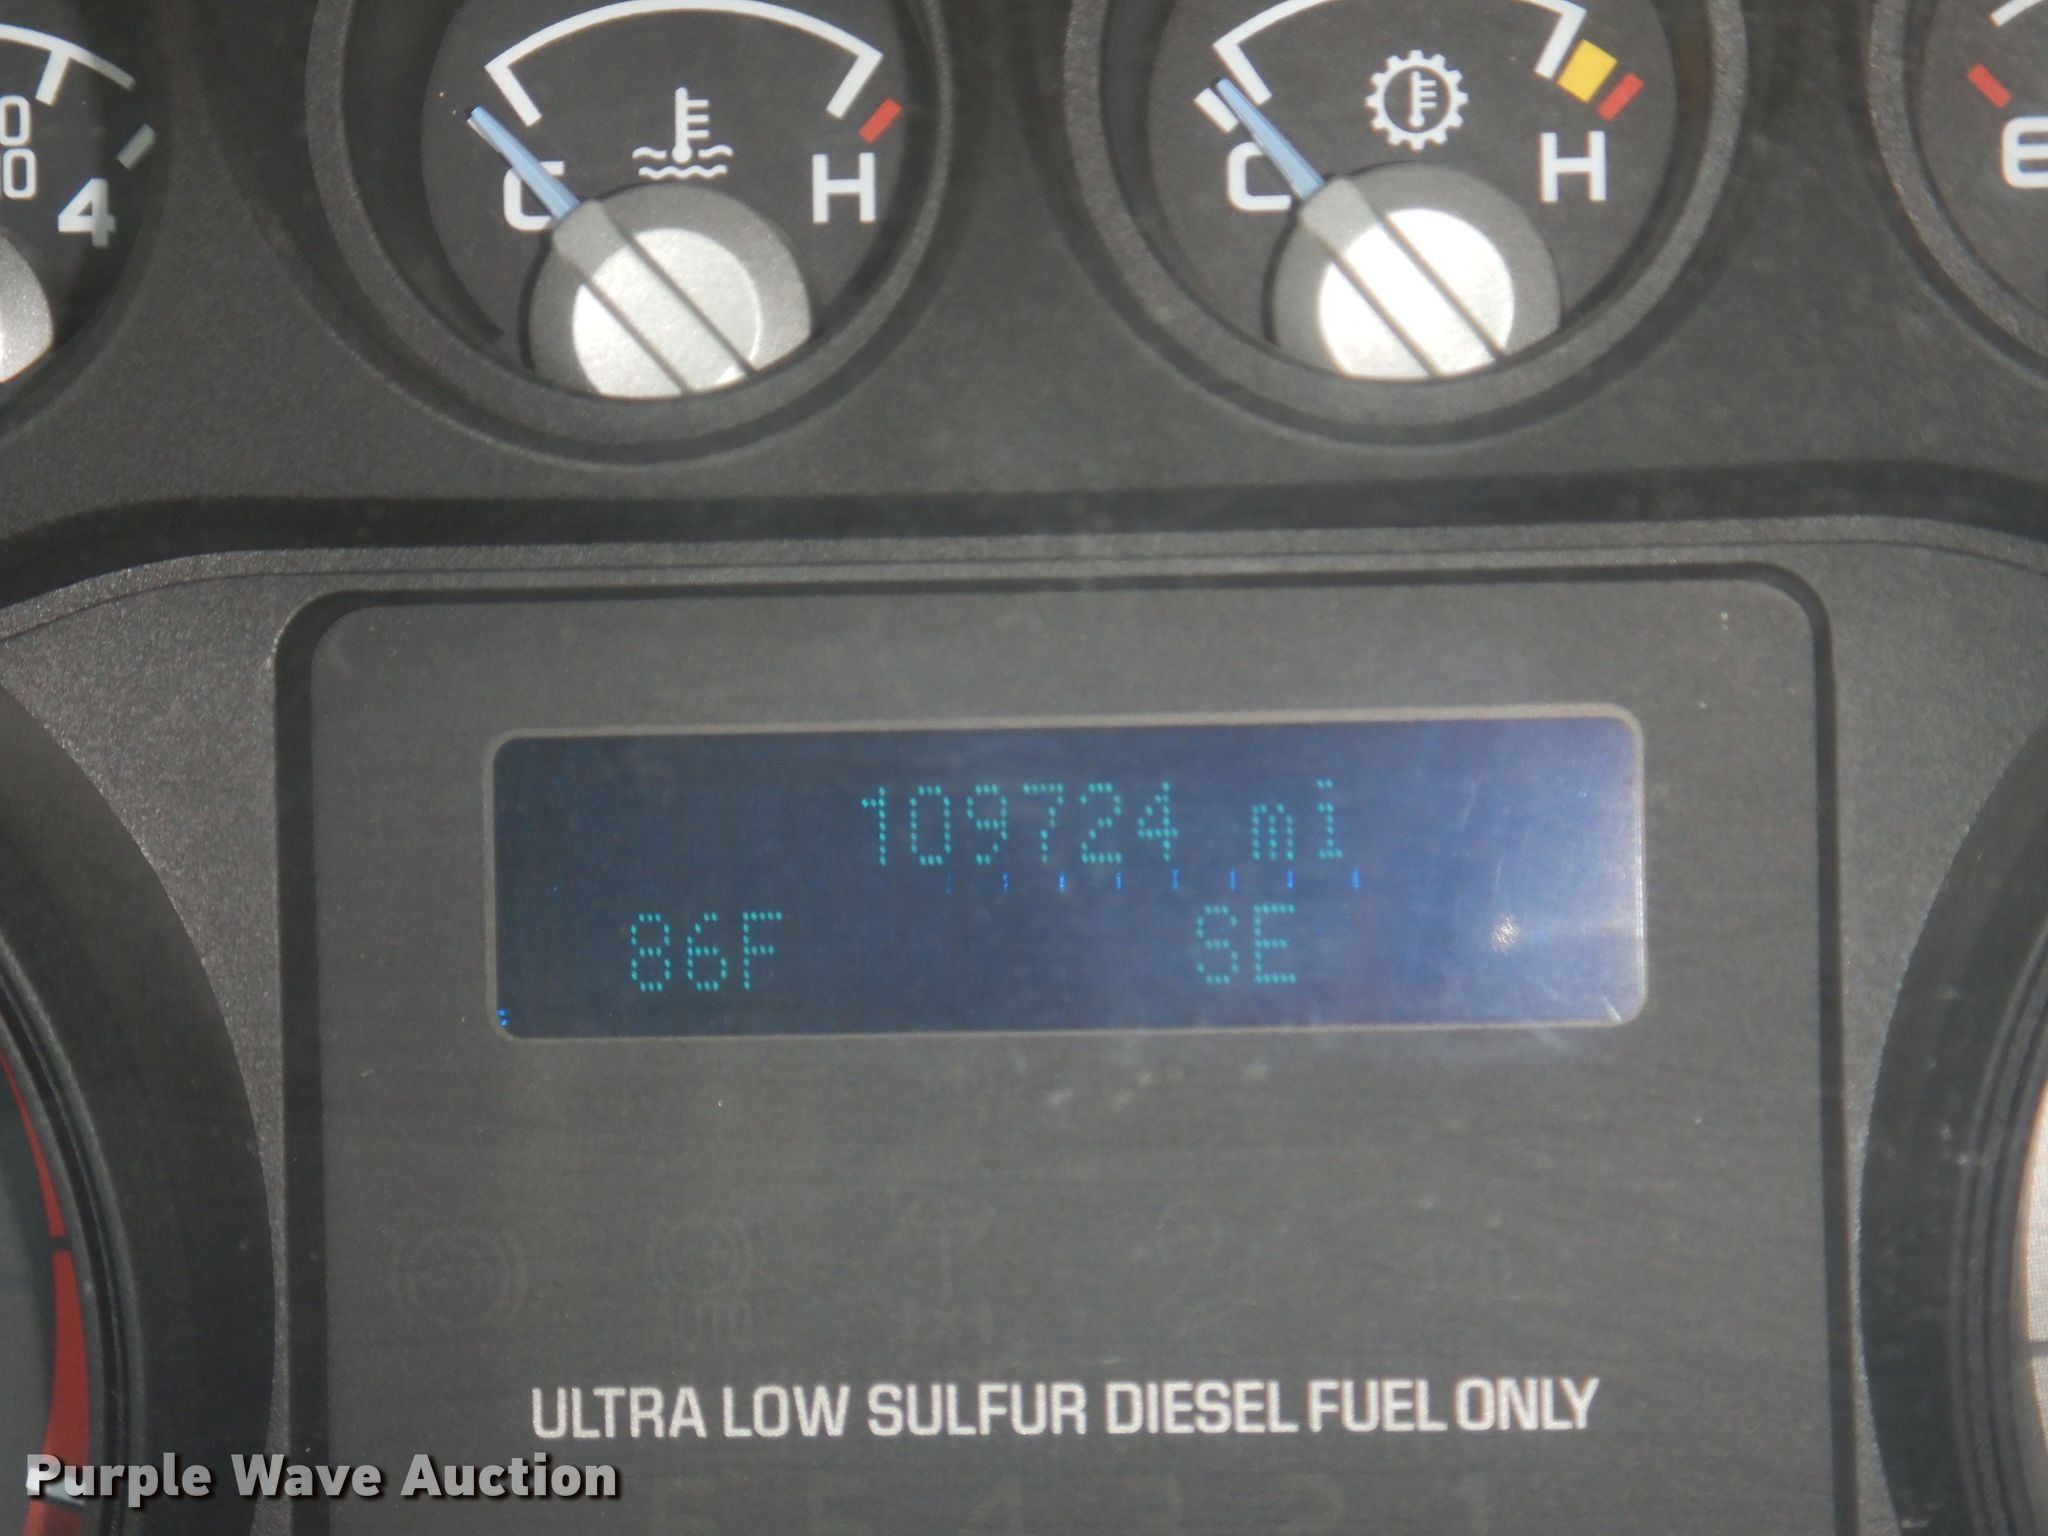 4
C H
C H
E
109724 mi
86F SE
ULTRA LOW SULFUR DIESEL FUEL ONLY
Purple Wave Auction